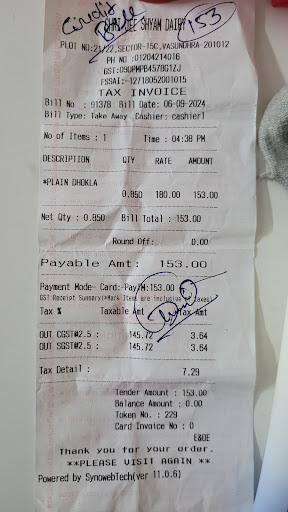 153
SHYAM DAIRY
PLOT NO:21/22,SECTOR-15C,VASUNDHRA-201012
PH NO :01204214016
GST:09DPMPB4578G1ZJ
FSSAI:-12718052001015
TAX INVOICE
Bill No : 91378 Bill Date: 06-09-2024
Bill Type: Take Away Cashier: cashier1
No of Items : 1 Time : 04:38 PM
DESCRIPTION QTY RATE AMOUNT
*PLAIN DHOKLA
0.850 180.00 153.00
Net Qty : 0.850 Bill Total : 153.00
Round Off: 0.00
Payable Amt: 153.00
Payment Mode- Card:-Pay/M:153.00
GST Receipt Summary(*Mark Items are inclusive Taxes
Tax % Taxable Amt Tax Amt
OUT CGST@2.5 : 145.72 3.64
OUT SGST@2.5 : 145.72 3.64
Tax Detail : 7.29
Tender Amount : 153.00
Balance Amount : 0.00
Token No. : 229
Card Invoice No : 0
E&OE
Thank you for your order.
**PLEASE VISIT AGAIN **
Powered by SynowebTech(ver 11.0.6)